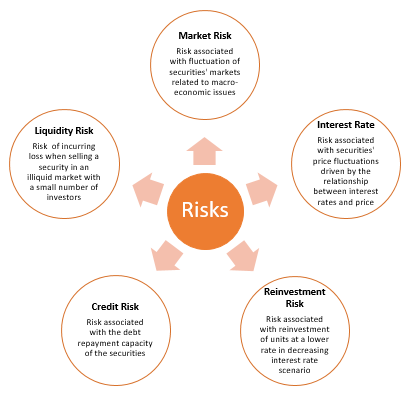 Market Risk
Risk associated
with fluctuation of
securities' markets
related to macro-
economic issues
Liquidity Risk
Risk of incurring
loss when selling a
security in an
illiquid market with
a small number of
investors
Interest Rate
Risk associated
with securities'
price fluctuations
driven by the
relationship
between interest
rates and price
Risks
Credit Risk
Risk associated
with the debt
repayment capacity
of the securities
Reinvestment
Risk
Risk associated
with reinvestment
of units at a lower
rate in decreasing
interest rate
scenario